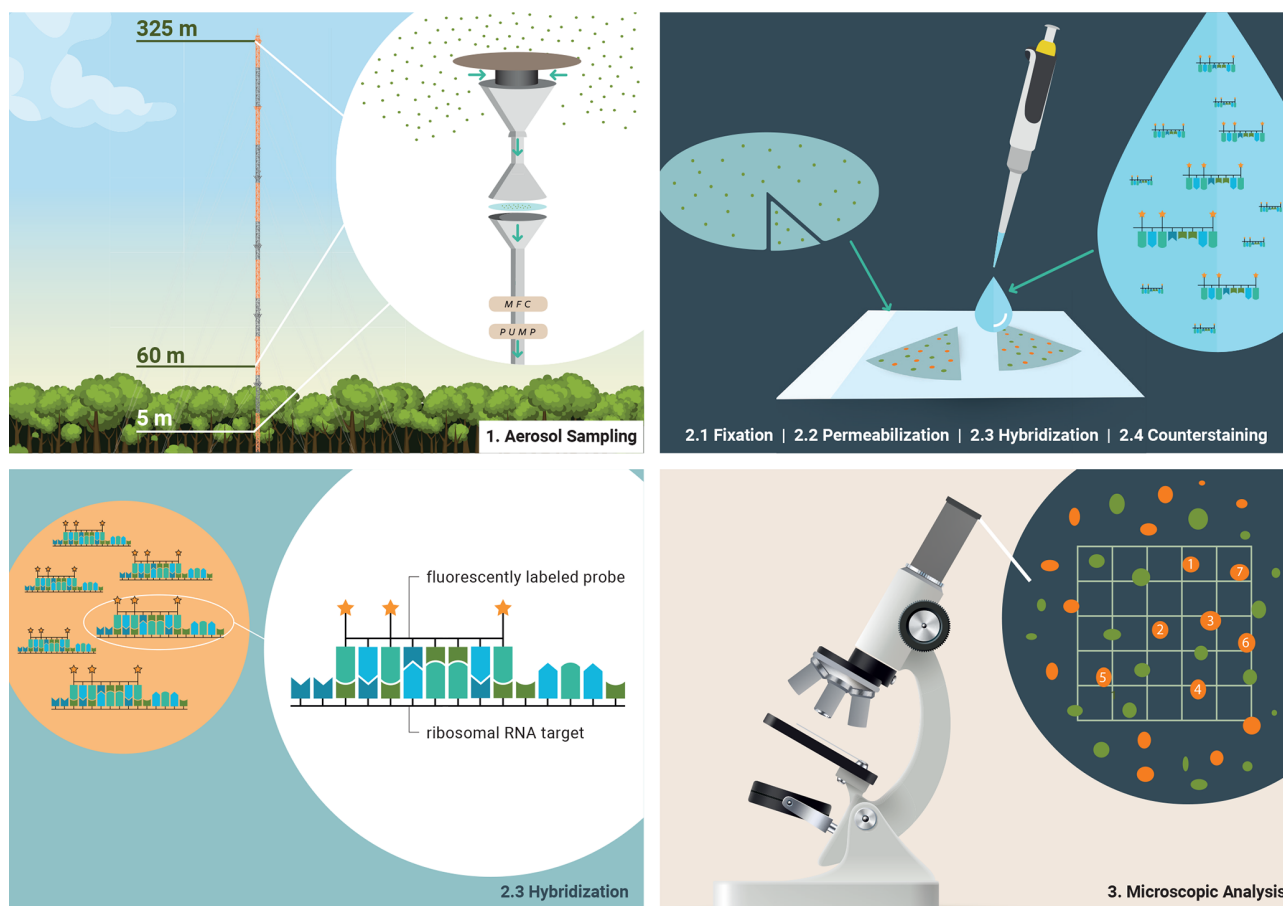 325 m
60 m
5 m
MFC
PUMP
1. Aerosol Sampling
2.1 Fixation | 2.2 Permeabilization | 2.3 Hybridization | 2.4 Counterstaining
fluorescently labeled probe
ribosomal RNA target
2.3 Hybridization
1
7
3
2
6
5
4
3. Microscopic Analysis